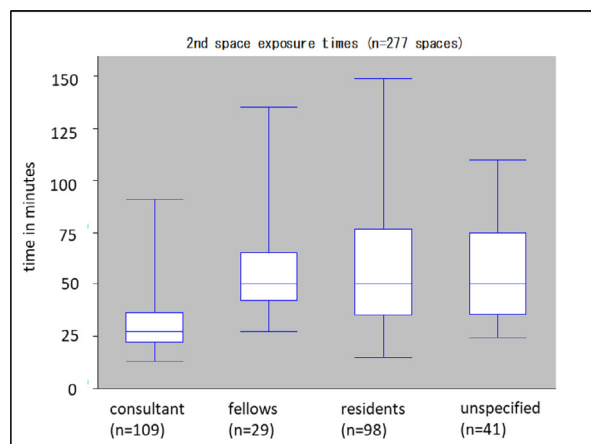 2nd space exposure times (n=277 spaces)
time in minutes
150
125
100
75
50
25
0
consultant fellows residents unspecified
(n=109) (n=29) (n=98) (n=41)